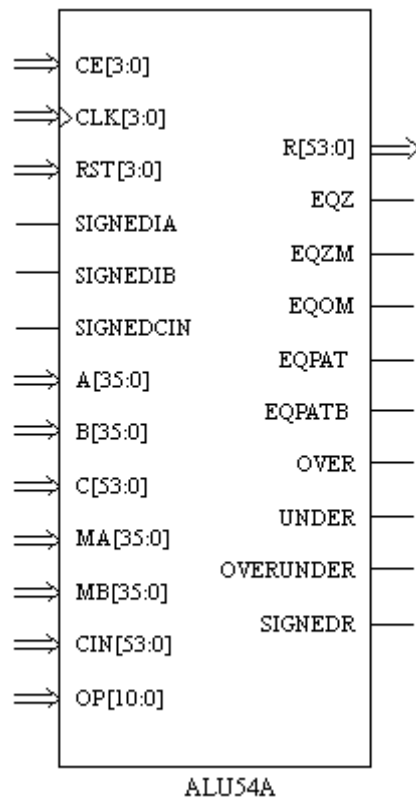 CE[3:0]
CLK[3:0]
RST[3:0]
SIGNEDIA
SIGNEDIB
SIGNEDCIN
A[35:0]
B[35:0]
C[53:0]
MA[35:0]
MB[35:0]
CIN[53:0]
OP[10:0]
R[53:0]
EQZ
EQZM
EQOM
EQPAT
EQPATB
OVER
UNDER
OVERUNDER
SIGNEDR
ALU54A